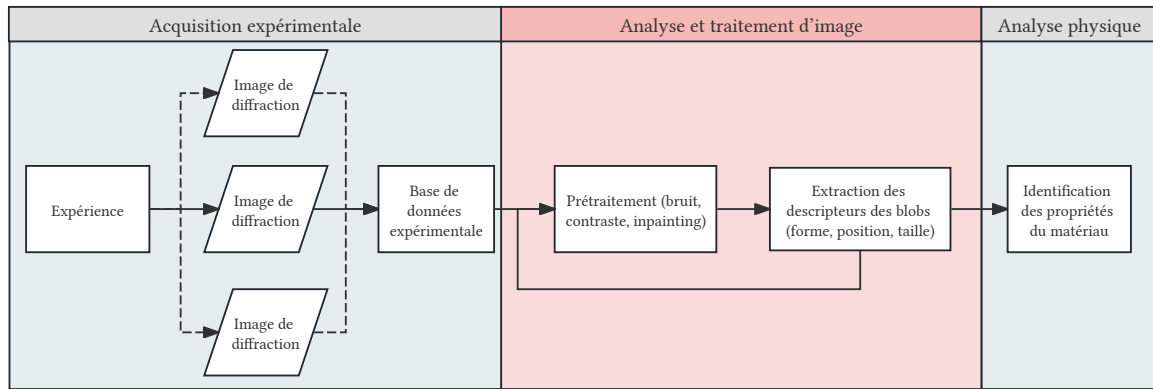 Acquisition expérimentale
Analyse et traitement d'image
Analyse physique
Image de
diffraction
Expérience
Image de
diffraction
Image de
diffraction
Base de
données
expérimentale
Prétraitement (bruit,
contraste, inpainting)
Extraction des
descripteurs des blobs
(forme, position, taille)
Identification
des propriétés
du matériau